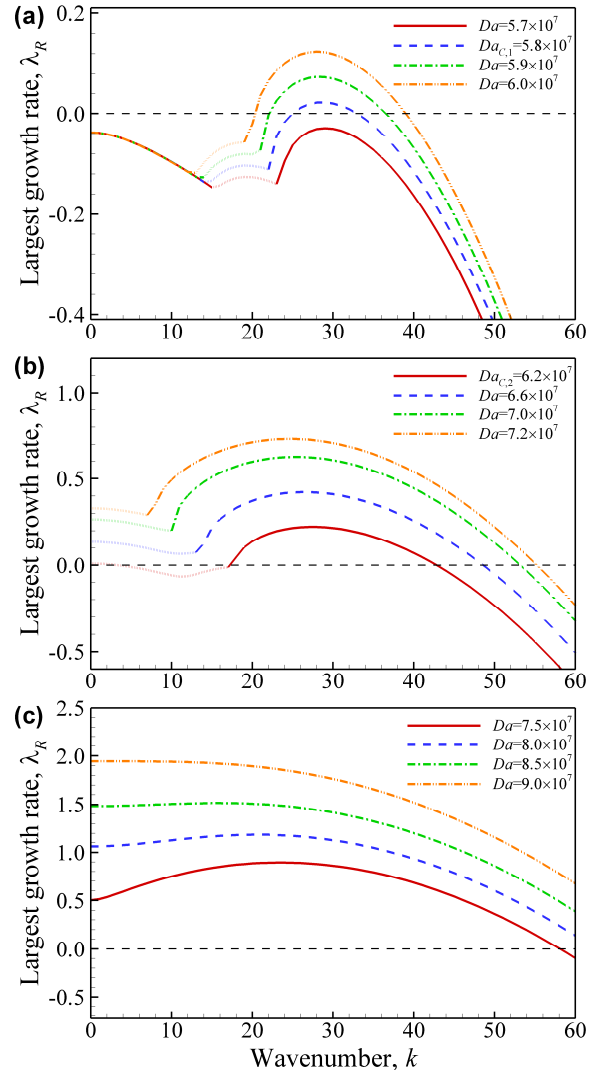 (a)
Largest growth rate, λ_R
0.2
0.0
-0.2
-0.4
Da=5.7×10^7
Da_{C,1}=5.8×10^7
Da=5.9×10^7
Da=6.0×10^7
0 10 20 30 40 50 60
(b)
Largest growth rate, λ_R
1.0
0.5
0.0
-0.5
Da_{C,2}=6.2×10^7
Da=6.6×10^7
Da=7.0×10^7
Da=7.2×10^7
0 10 20 30 40 50 60
(c)
Largest growth rate, λ_R
2.5
2.0
1.5
1.0
0.5
0.0
-0.5
Da=7.5×10^7
Da=8.0×10^7
Da=8.5×10^7
Da=9.0×10^7
0 10 20 30 40 50 60
Wavenumber, k